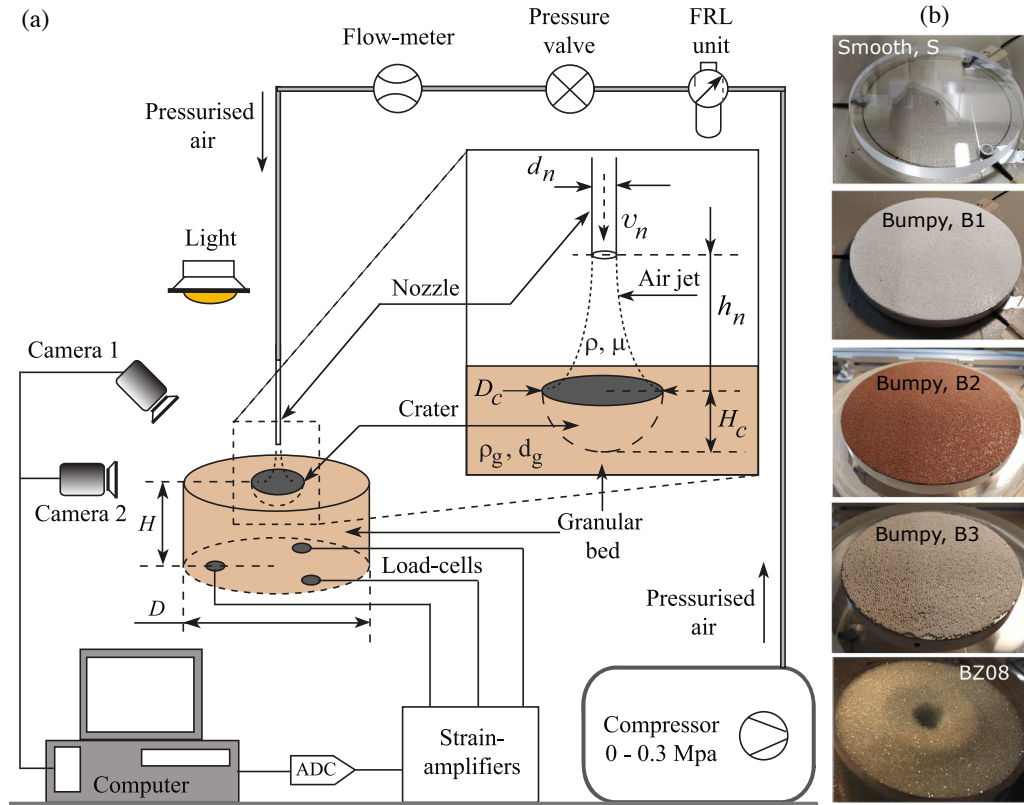 (a)
Flow-meter
Pressure
valve
FRL
unit
Pressurised
air
Light
Camera 1
Camera 2
Nozzle
Crater
d_n
v_n
Air jet
h_n
ρ, μ
D_c
H_c
ρ_g, d_g
H
D
Granular
bed
Load-cells
Pressurised
air
Compressor
0 - 0.3 Mpa
Strain-
amplifiers
ADC
Computer
(b)
Smooth, S
Bumpy, B1
Bumpy, B2
Bumpy, B3
BZ08